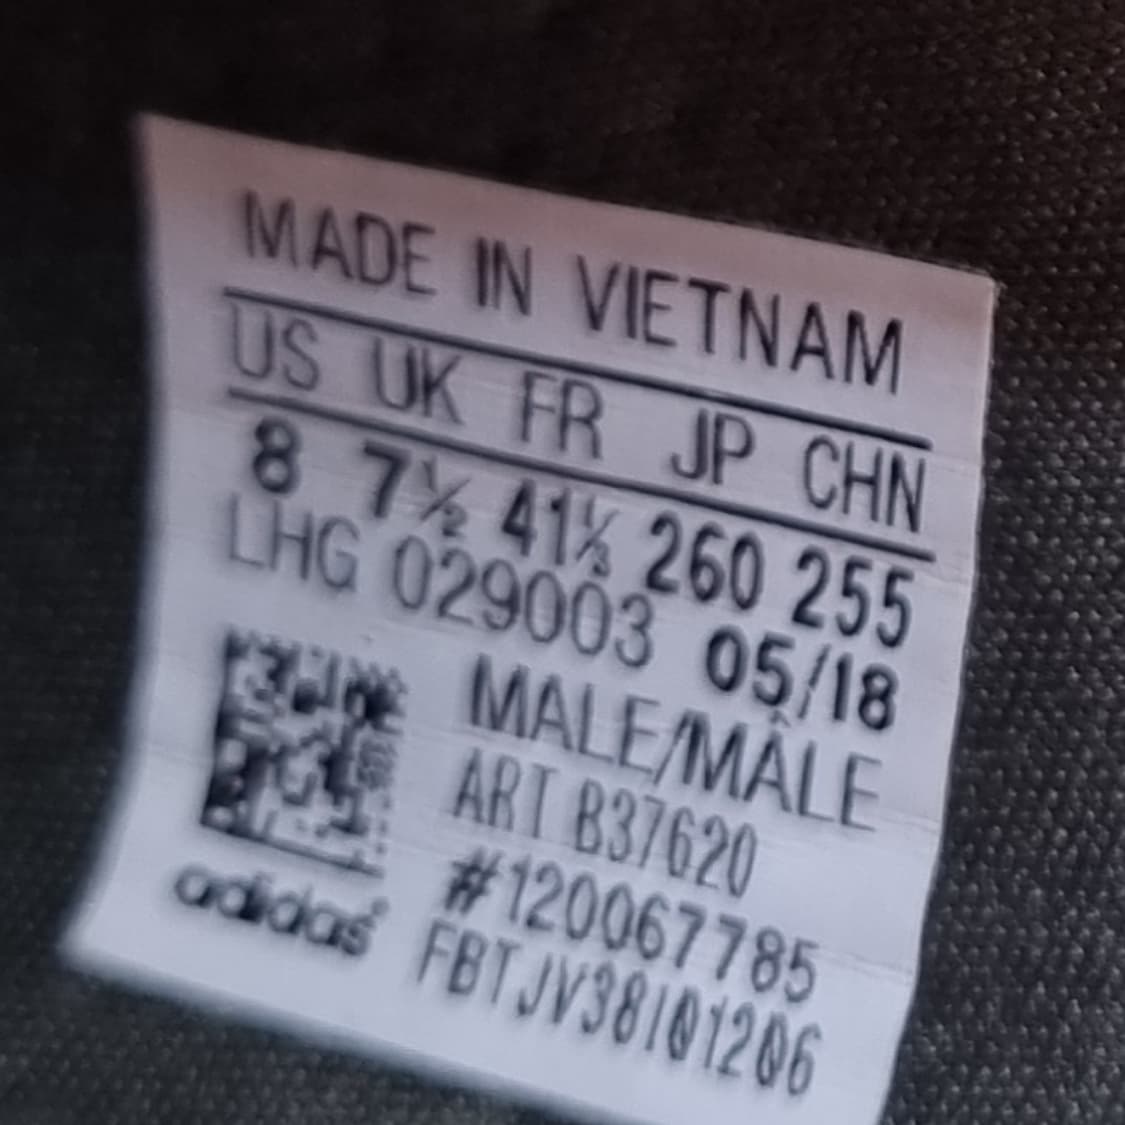 MADE IN VIETNAM
US UK FR JP CHN
8 7½ 41⅓ 260 255
LHG 029003 05/18
MALE/MÂLE
ART B37620
#120067785
FBTJV38I01206
adidas